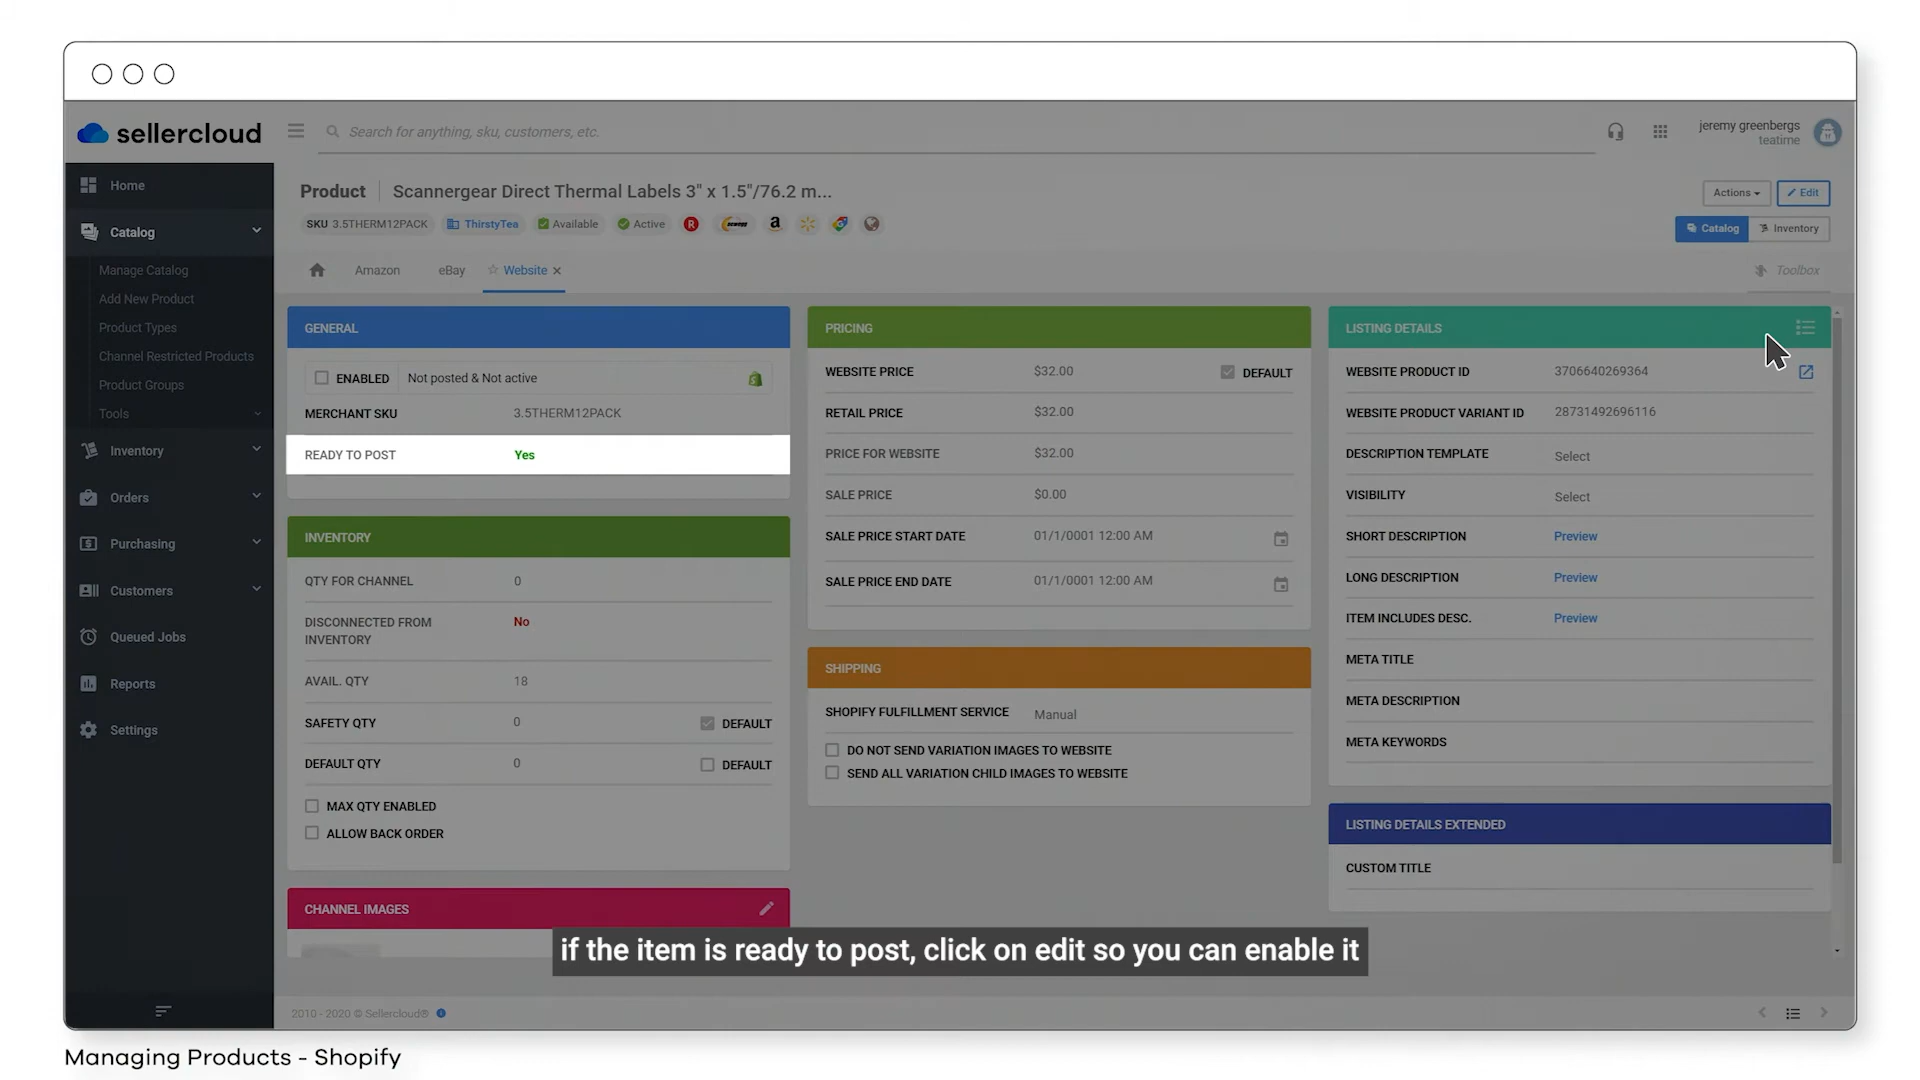 sellercloud
Search for anything, sku, customers, etc.
jeremy greenbergs
teatime
Home
Catalog
Manage Catalog
Add New Product
Product Types
Channel Restricted Products
Product Groups
Tools
Inventory
Orders
Purchasing
Customers
Queued Jobs
Reports
Settings
Product
Scannergear Direct Thermal Labels 3" x 1.5"/76.2 m...
Actions
Edit
SKU 3.5THERM12PACK
ThirstyTea
Available
Active
Catalog
Inventory
Amazon
eBay
Website
Toolbox
GENERAL
ENABLED
Not posted & Not active
MERCHANT SKU
3.5THERM12PACK
READY TO POST
Yes
INVENTORY
QTY FOR CHANNEL
0
DISCONNECTED FROM
INVENTORY
No
AVAIL. QTY
18
SAFETY QTY
0
DEFAULT
DEFAULT QTY
0
DEFAULT
MAX QTY ENABLED
ALLOW BACK ORDER
CHANNEL IMAGES
PRICING
WEBSITE PRICE
$32.00
DEFAULT
RETAIL PRICE
$32.00
PRICE FOR WEBSITE
$32.00
SALE PRICE
$0.00
SALE PRICE START DATE
01/1/0001 12:00 AM
SALE PRICE END DATE
01/1/0001 12:00 AM
SHIPPING
SHOPIFY FULFILLMENT SERVICE
Manual
DO NOT SEND VARIATION IMAGES TO WEBSITE
SEND ALL VARIATION CHILD IMAGES TO WEBSITE
LISTING DETAILS
WEBSITE PRODUCT ID
3706640269364
WEBSITE PRODUCT VARIANT ID
28731492696116
DESCRIPTION TEMPLATE
Select
VISIBILITY
Select
SHORT DESCRIPTION
Preview
LONG DESCRIPTION
Preview
ITEM INCLUDES DESC.
Preview
META TITLE
META DESCRIPTION
META KEYWORDS
LISTING DETAILS EXTENDED
CUSTOM TITLE
if the item is ready to post, click on edit so you can enable it
2010 - 2020 © Sellercloud®
Managing Products - Shopify